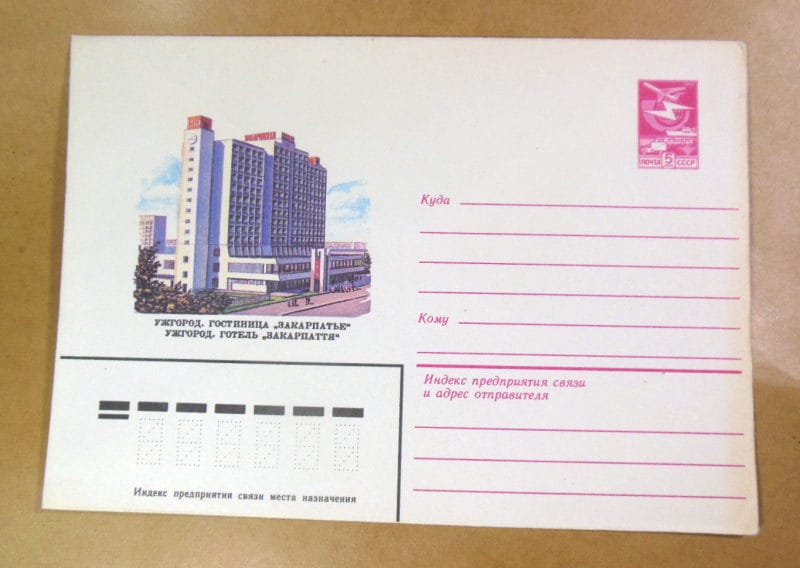 ПОЧТА 5 СССР
ЗАКАРПАТЬЕ
УЖГОРОД. ГОСТИНИЦА „ЗАКАРПАТЬЕ“
УЖГОРОД. ГОТЕЛЬ „ЗАКАРПАТТЯ“
Куда
Кому
Индекс предприятия связи
и адрес отправителя
Индекс предприятия связи места назначения